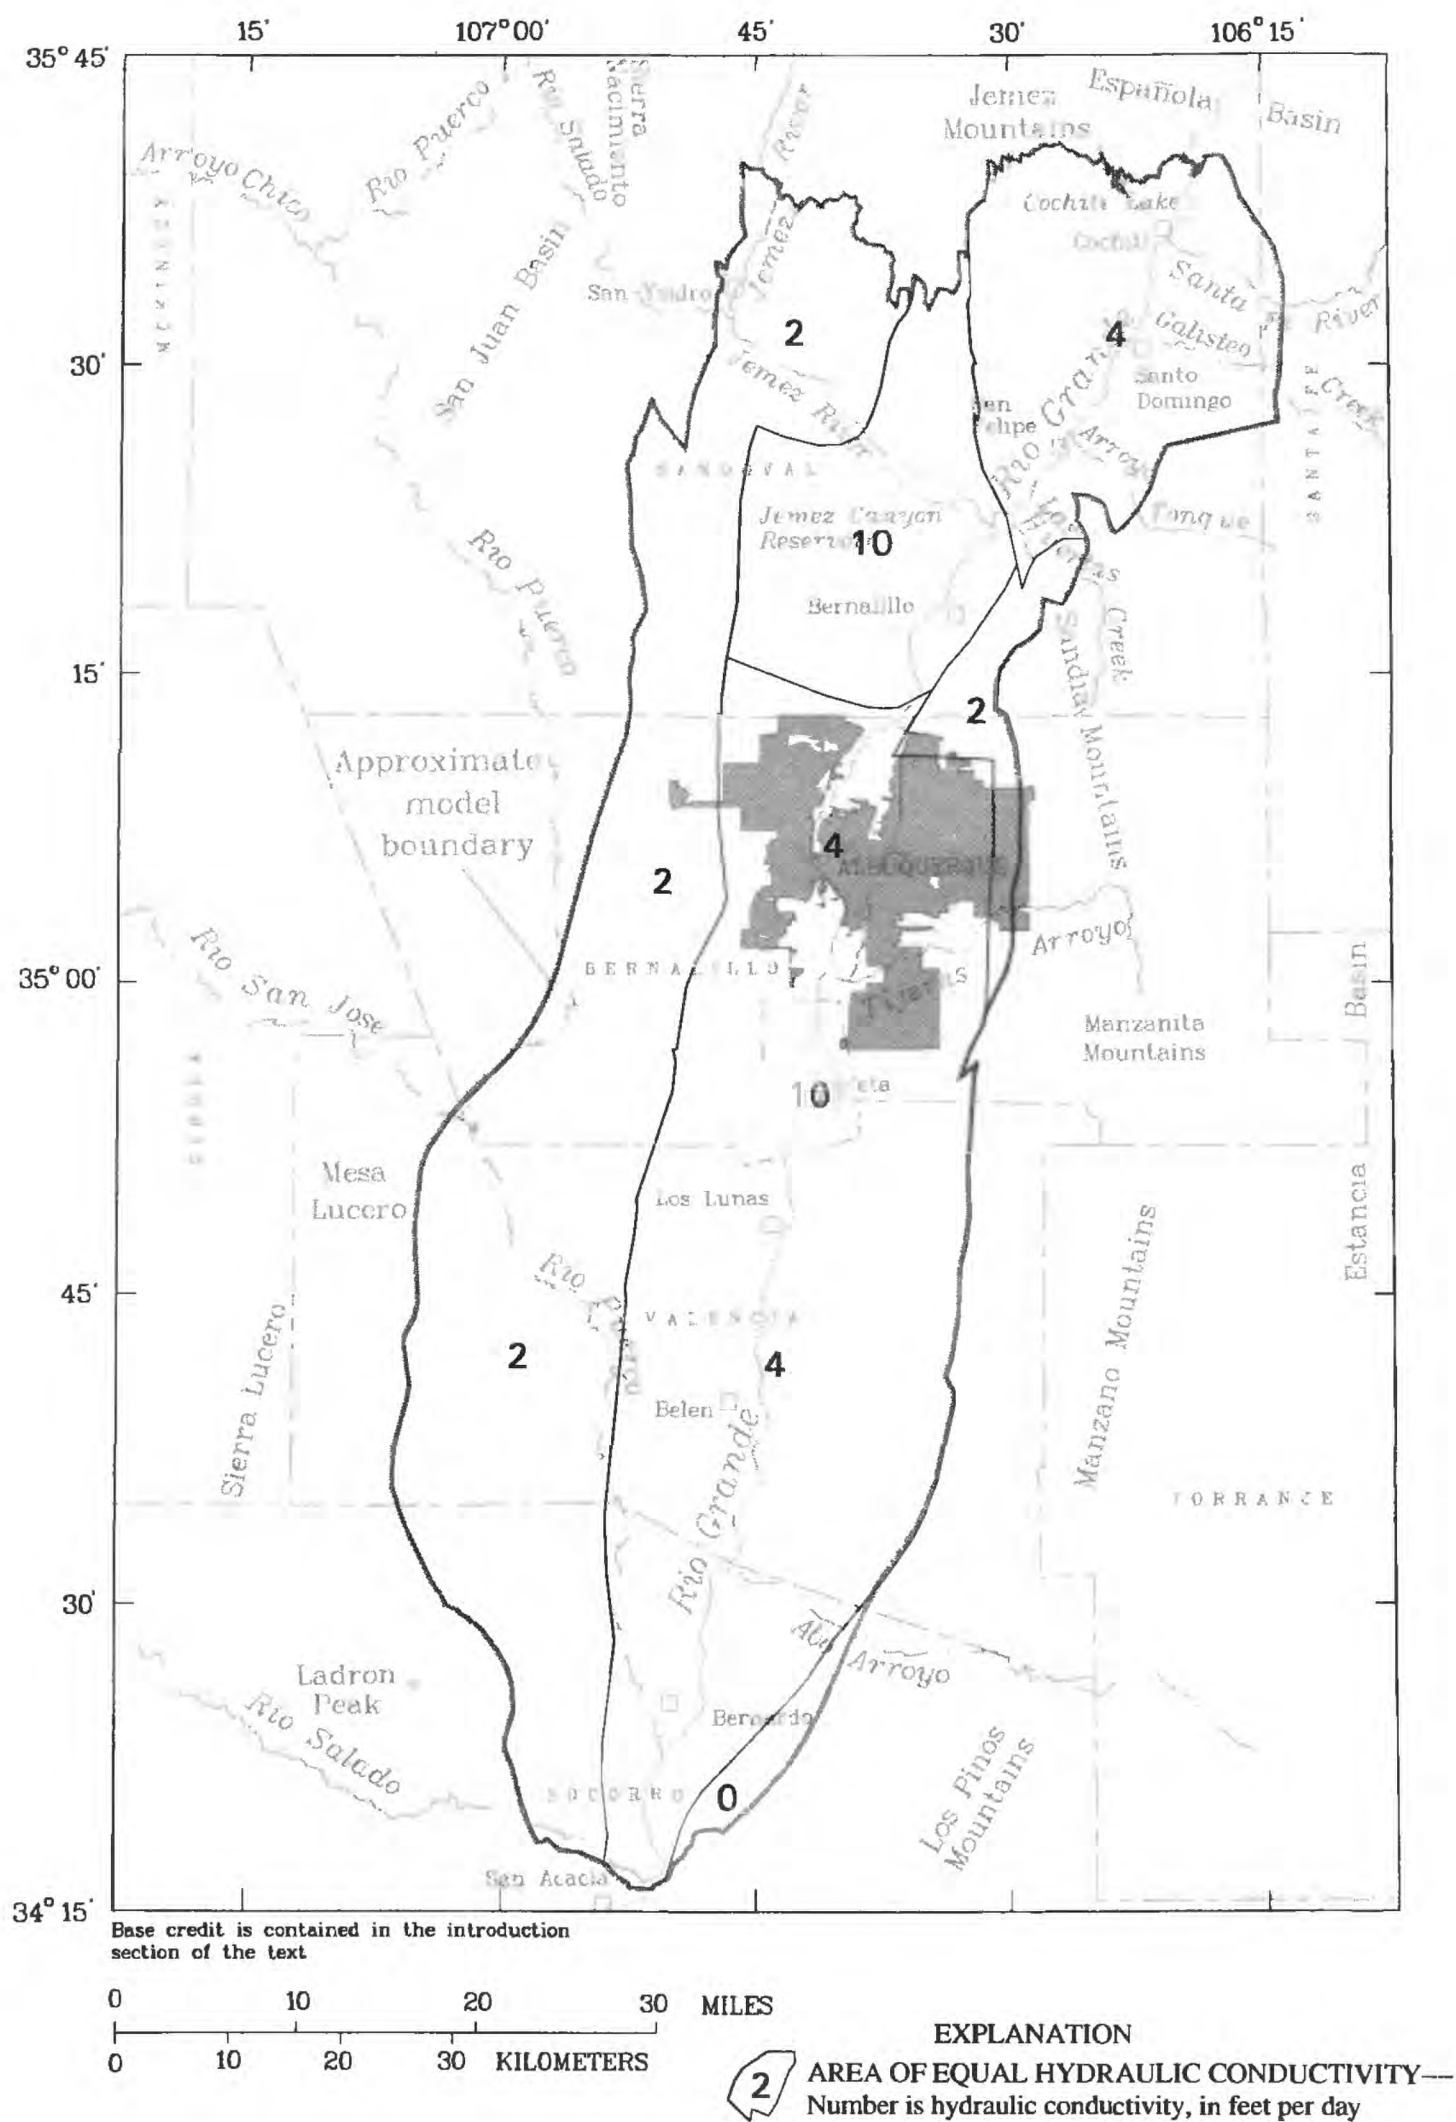 15' 107°00' 45' 30' 106°15'
35°45'
Sierra
Nacimiento
Rio
Salado
Rio Puerco
Arroyo Chico
River
Jemez
Mountains
Española
Basin
MCKINLEY
San Juan Basin
Jemez
San Ysidro
Cochiti Lake
Cochiti
Santa
River
2
4
Galisteo
Creek
30'
Jemez River
Santo
Domingo
San
Felipe
Rio Grande
Arroyo
Tonque
SANTA FE
SANDOVAL
Jemez Canyon
Reservoir
10
Las
Huertas
Creek
Rio Puerco
Bernalillo
Sandia Mountains
15'
2
Approximate
model
boundary
4
ALBUQUERQUE
2
Rio San Jose
Arroyo
BERNALILLO
35°00'
Tijeras
Basin
Manzanita
Mountains
10
CIBOLA
Mesa
Lucero
Los Lunas
Estancia
Rio
Puerco
45'
VALENCIA
Manzano Mountains
Sierra Lucero
2
4
Belen
Rio Grande
TORRANCE
30'
Abo
Arroyo
Ladron
Peak
Rio Salado
Bernardo
Los Pinos
Mountains
SOCORRO
0
San Acacia
34°15'
Base credit is contained in the introduction
section of the text
0 10 20 30 MILES
0 10 20 30 KILOMETERS
EXPLANATION
2 AREA OF EQUAL HYDRAULIC CONDUCTIVITY—
Number is hydraulic conductivity, in feet per day